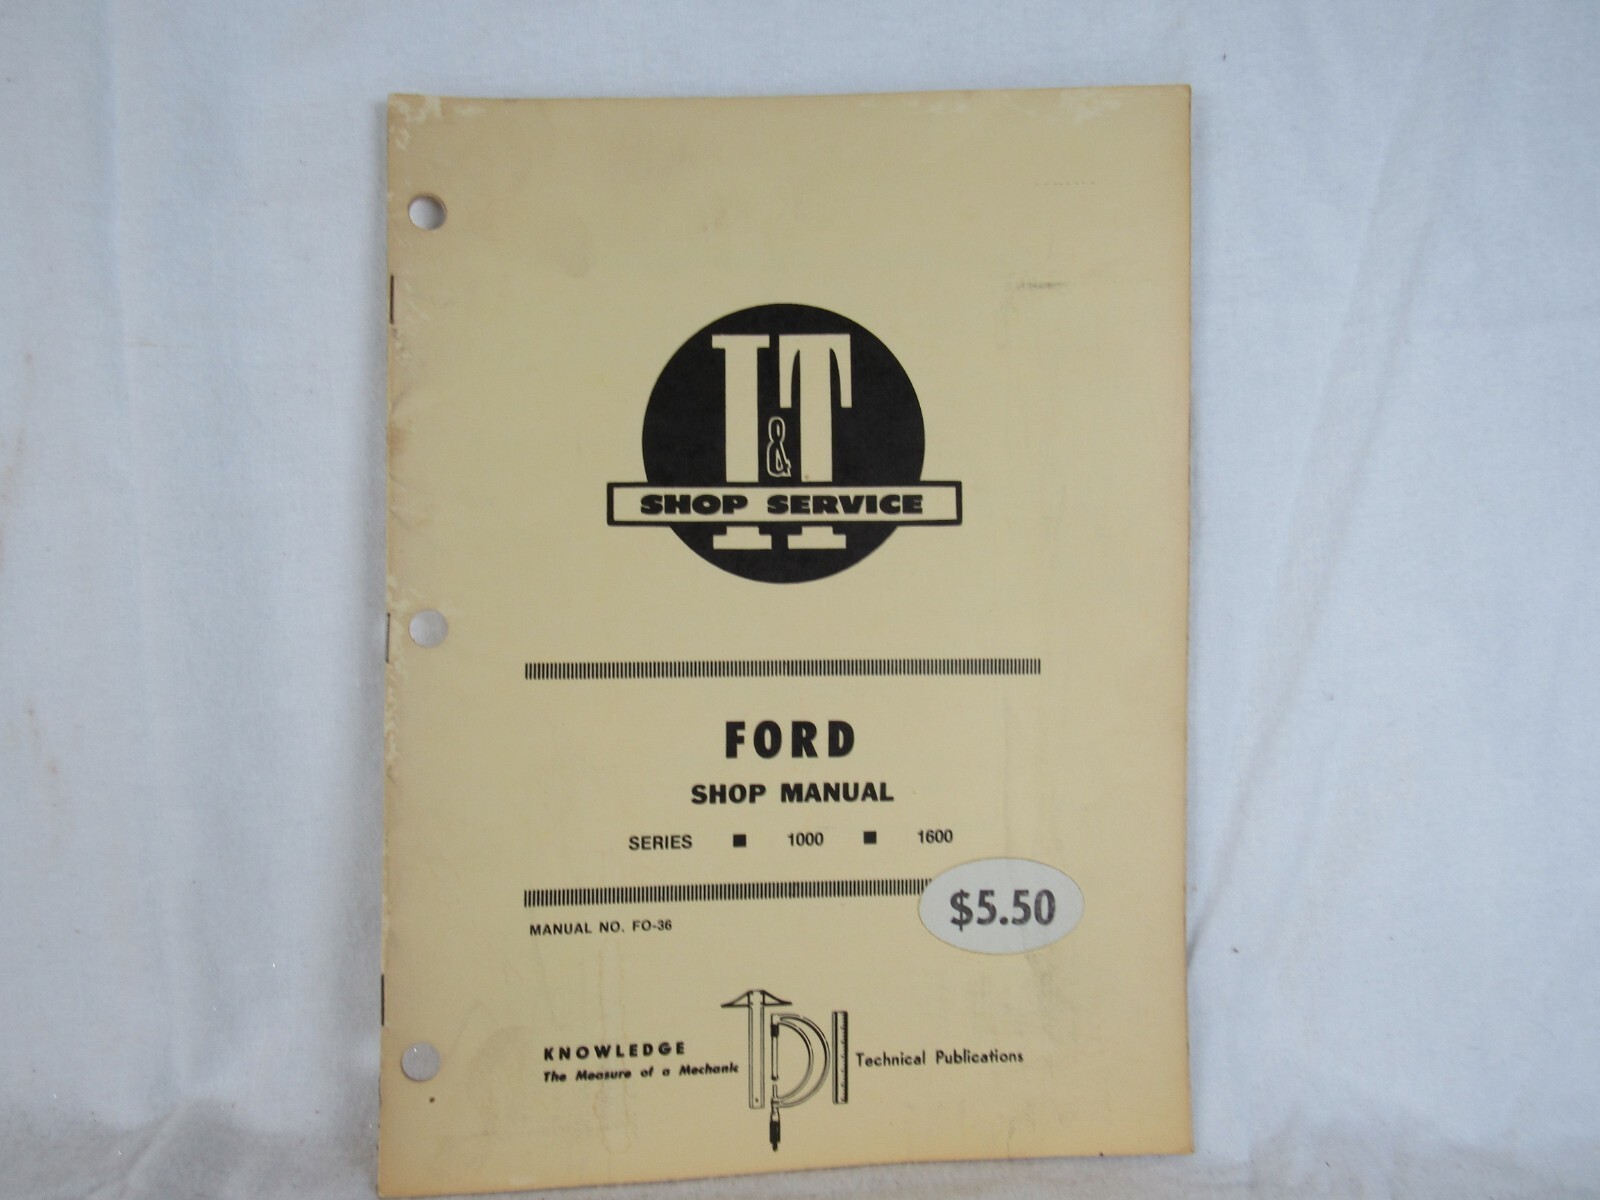 I & T
SHOP SERVICE
FORD
SHOP MANUAL
SERIES ■ 1000 ■ 1600
$5.50
MANUAL NO. FO-36
KNOWLEDGE
The Measure of a Mechanic
TPI
Technical Publications